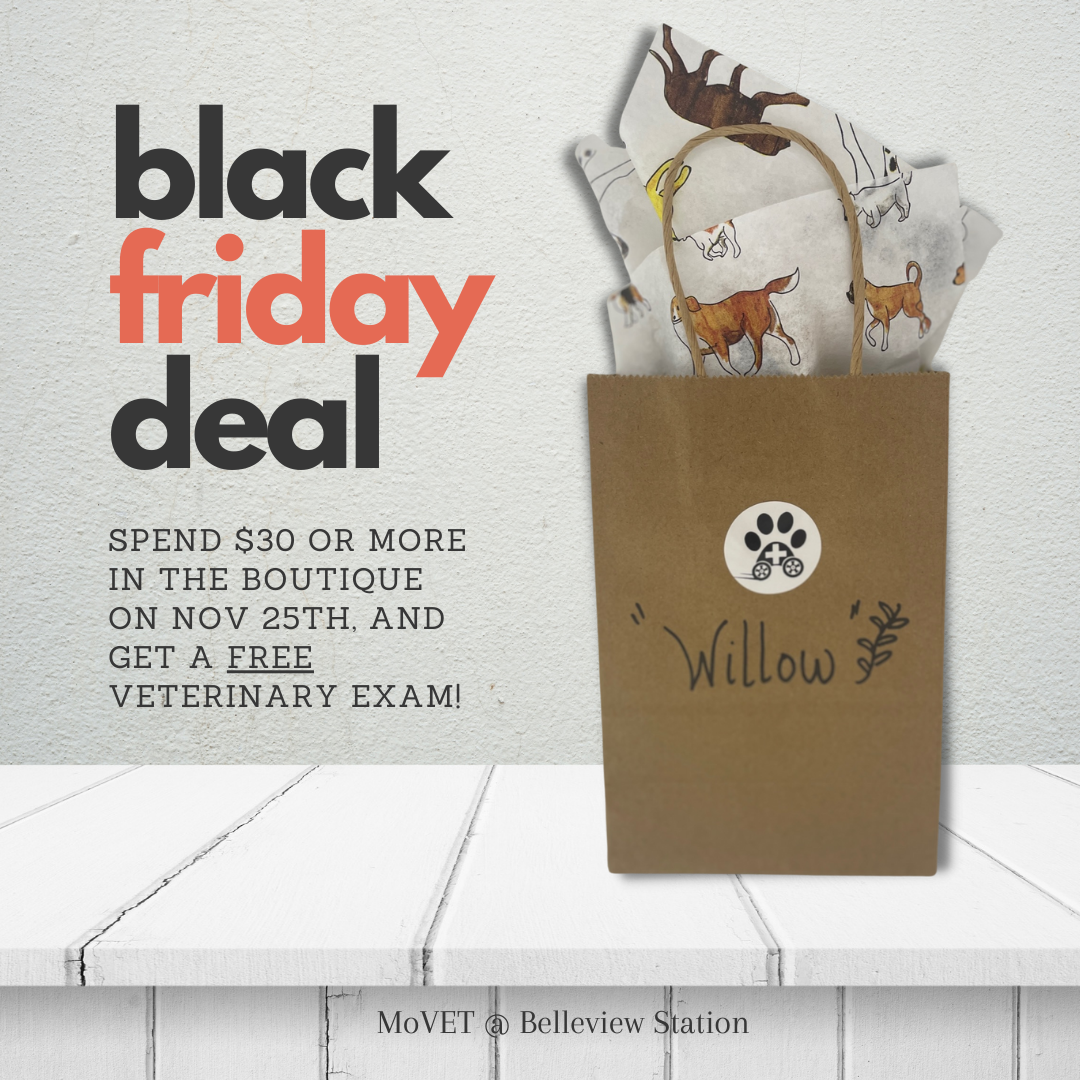 black
friday
deal
SPEND $30 OR MORE
IN THE BOUTIQUE
ON NOV 25TH, AND
GET A FREE
VETERINARY EXAM!
"Willow"
MoVET @ Belleview Station